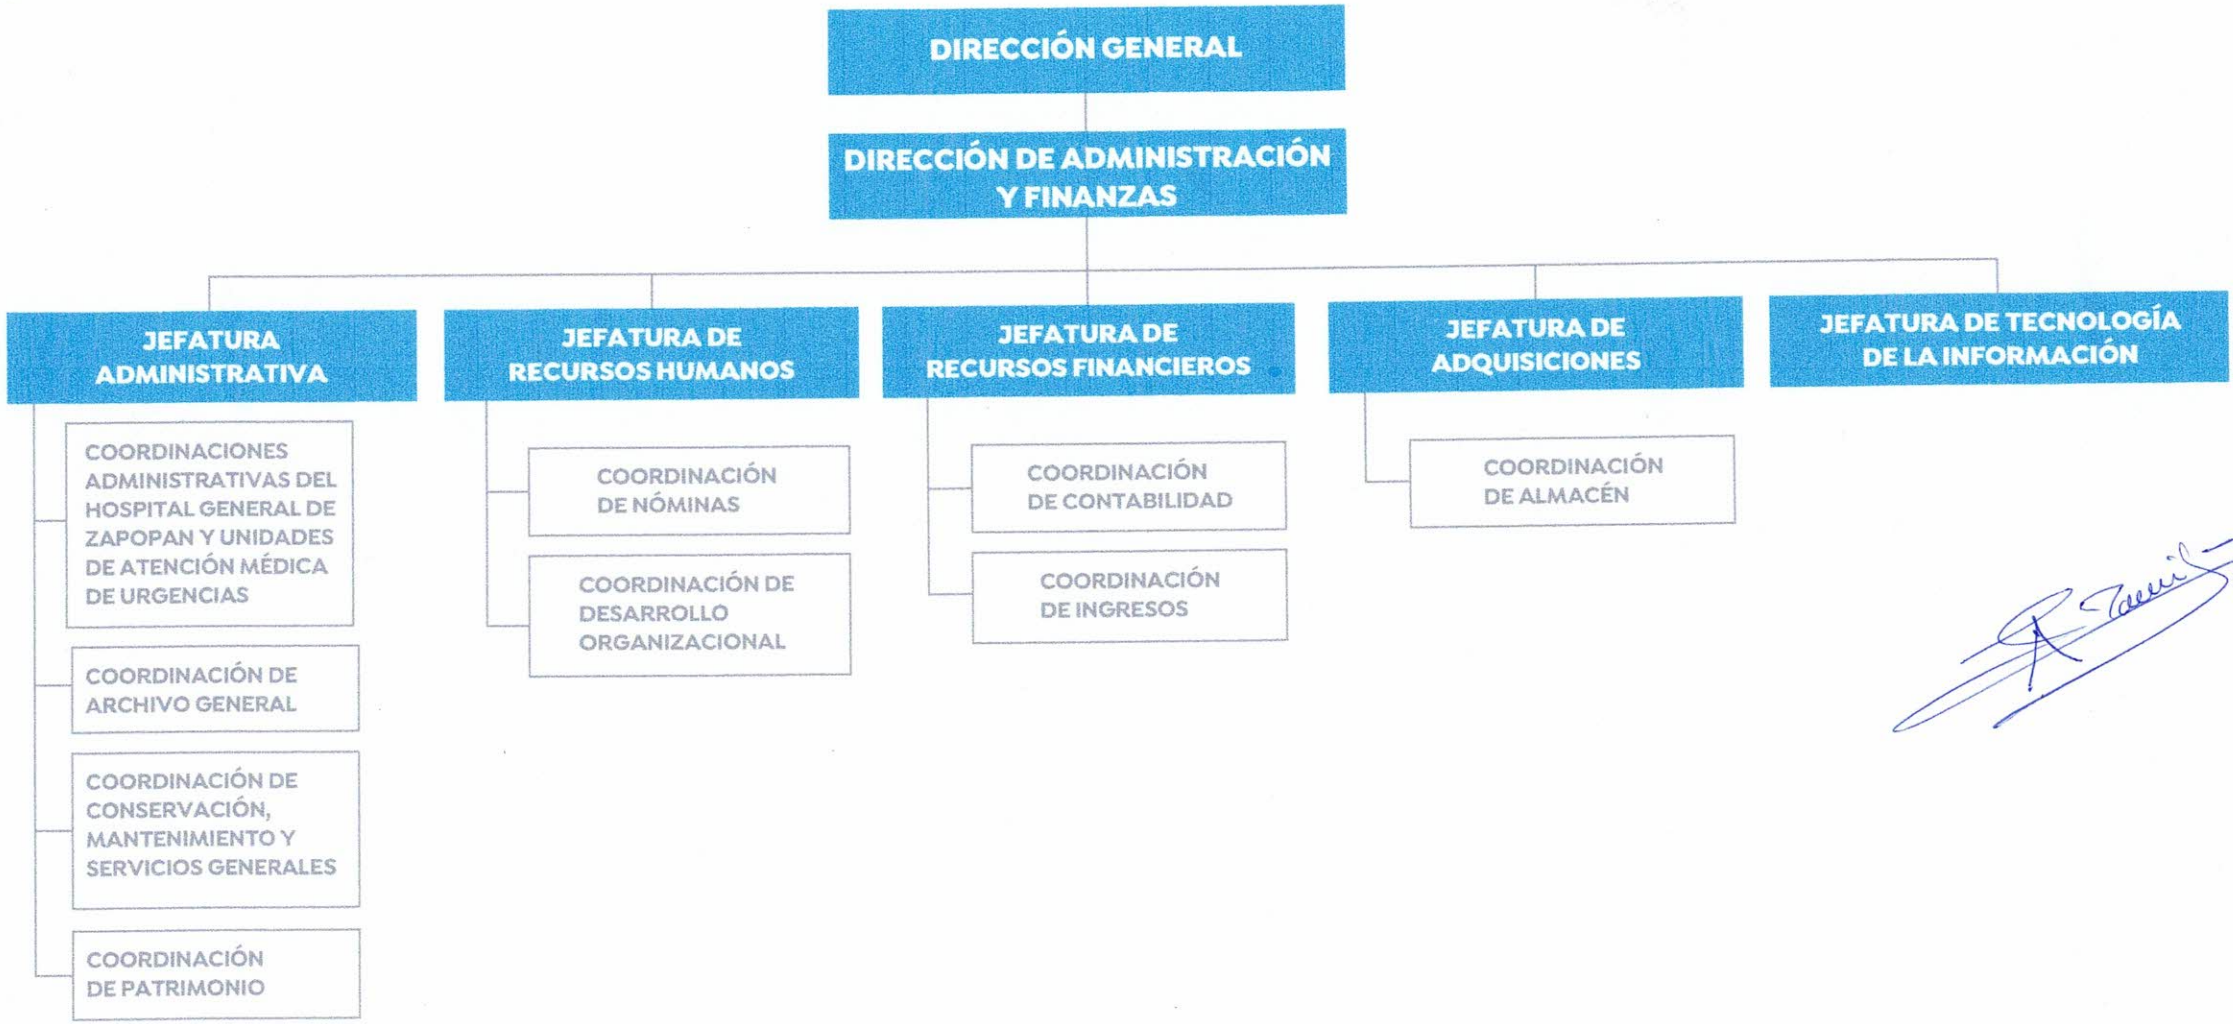 DIRECCIÓN GENERAL
DIRECCIÓN DE ADMINISTRACIÓN
Y FINANZAS
JEFATURA
ADMINISTRATIVA
COORDINACIONES
ADMINISTRATIVAS DEL
HOSPITAL GENERAL DE
ZAPOPAN Y UNIDADES
DE ATENCIÓN MÉDICA
DE URGENCIAS
COORDINACIÓN DE
ARCHIVO GENERAL
COORDINACIÓN DE
CONSERVACIÓN,
MANTENIMIENTO Y
SERVICIOS GENERALES
COORDINACIÓN
DE PATRIMONIO
JEFATURA DE
RECURSOS HUMANOS
COORDINACIÓN
DE NÓMINAS
COORDINACIÓN DE
DESARROLLO
ORGANIZACIONAL
JEFATURA DE
RECURSOS FINANCIEROS
COORDINACIÓN
DE CONTABILIDAD
COORDINACIÓN
DE INGRESOS
JEFATURA DE
ADQUISICIONES
COORDINACIÓN
DE ALMACÉN
JEFATURA DE TECNOLOGÍA
DE LA INFORMACIÓN